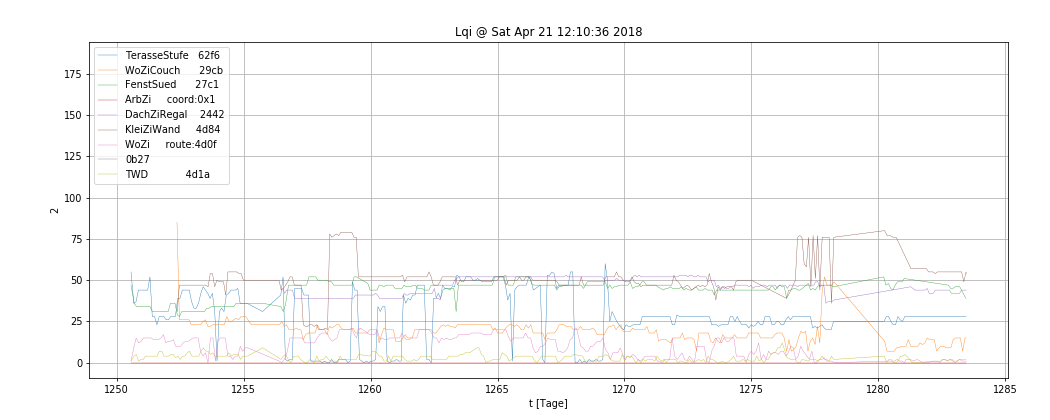 Lqi @ Sat Apr 21 12:10:36 2018
175
150
125
100
75
50
25
0
2
TerasseStufe 62f6
WoZiCouch 29cb
FenstSued 27c1
ArbZi coord:0x1
DachZiRegal 2442
KleiZiWand 4d84
WoZi route:4d0f
0b27
TWD 4d1a
1250 1255 1260 1265 1270 1275 1280 1285
t [Tage]